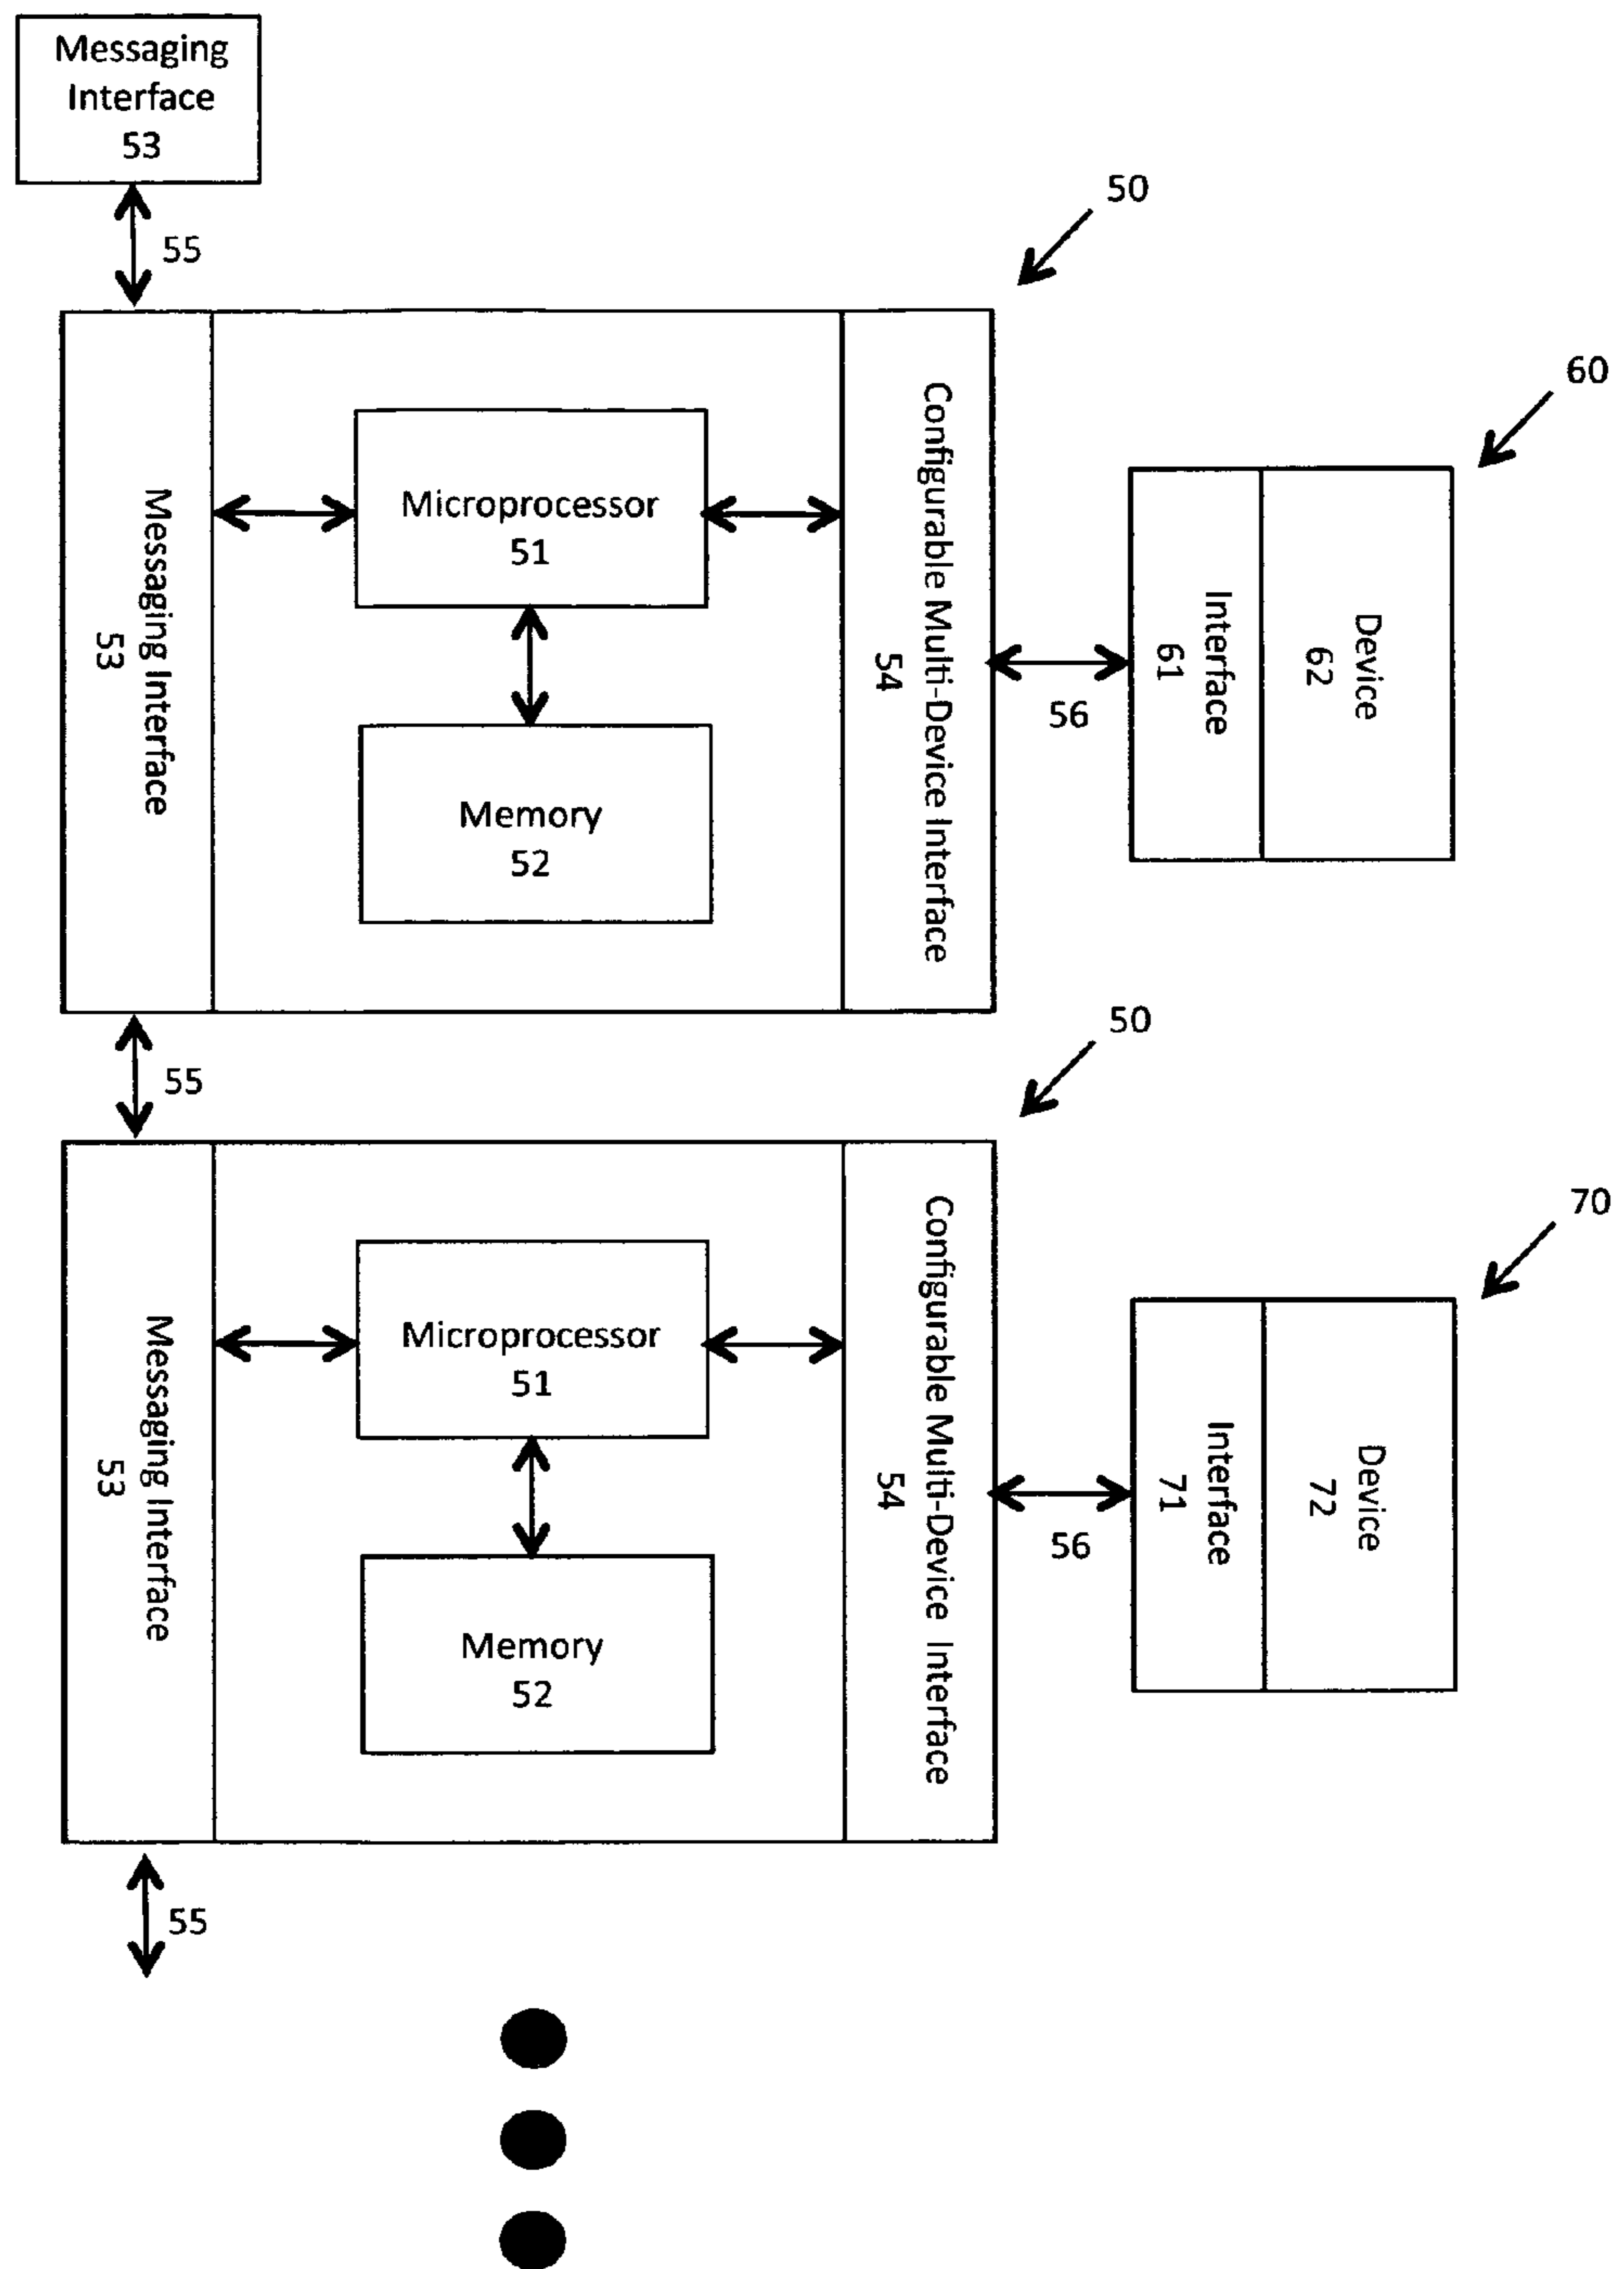 Messaging
Interface
53
55
50
60
Messaging Interface
53
Microprocessor
51
Memory
52
Configurable Multi-Device Interface
54
56
Interface
61
Device
62
55
50
70
Messaging Interface
53
Microprocessor
51
Memory
52
Configurable Multi-Device Interface
54
56
Interface
71
Device
72
55